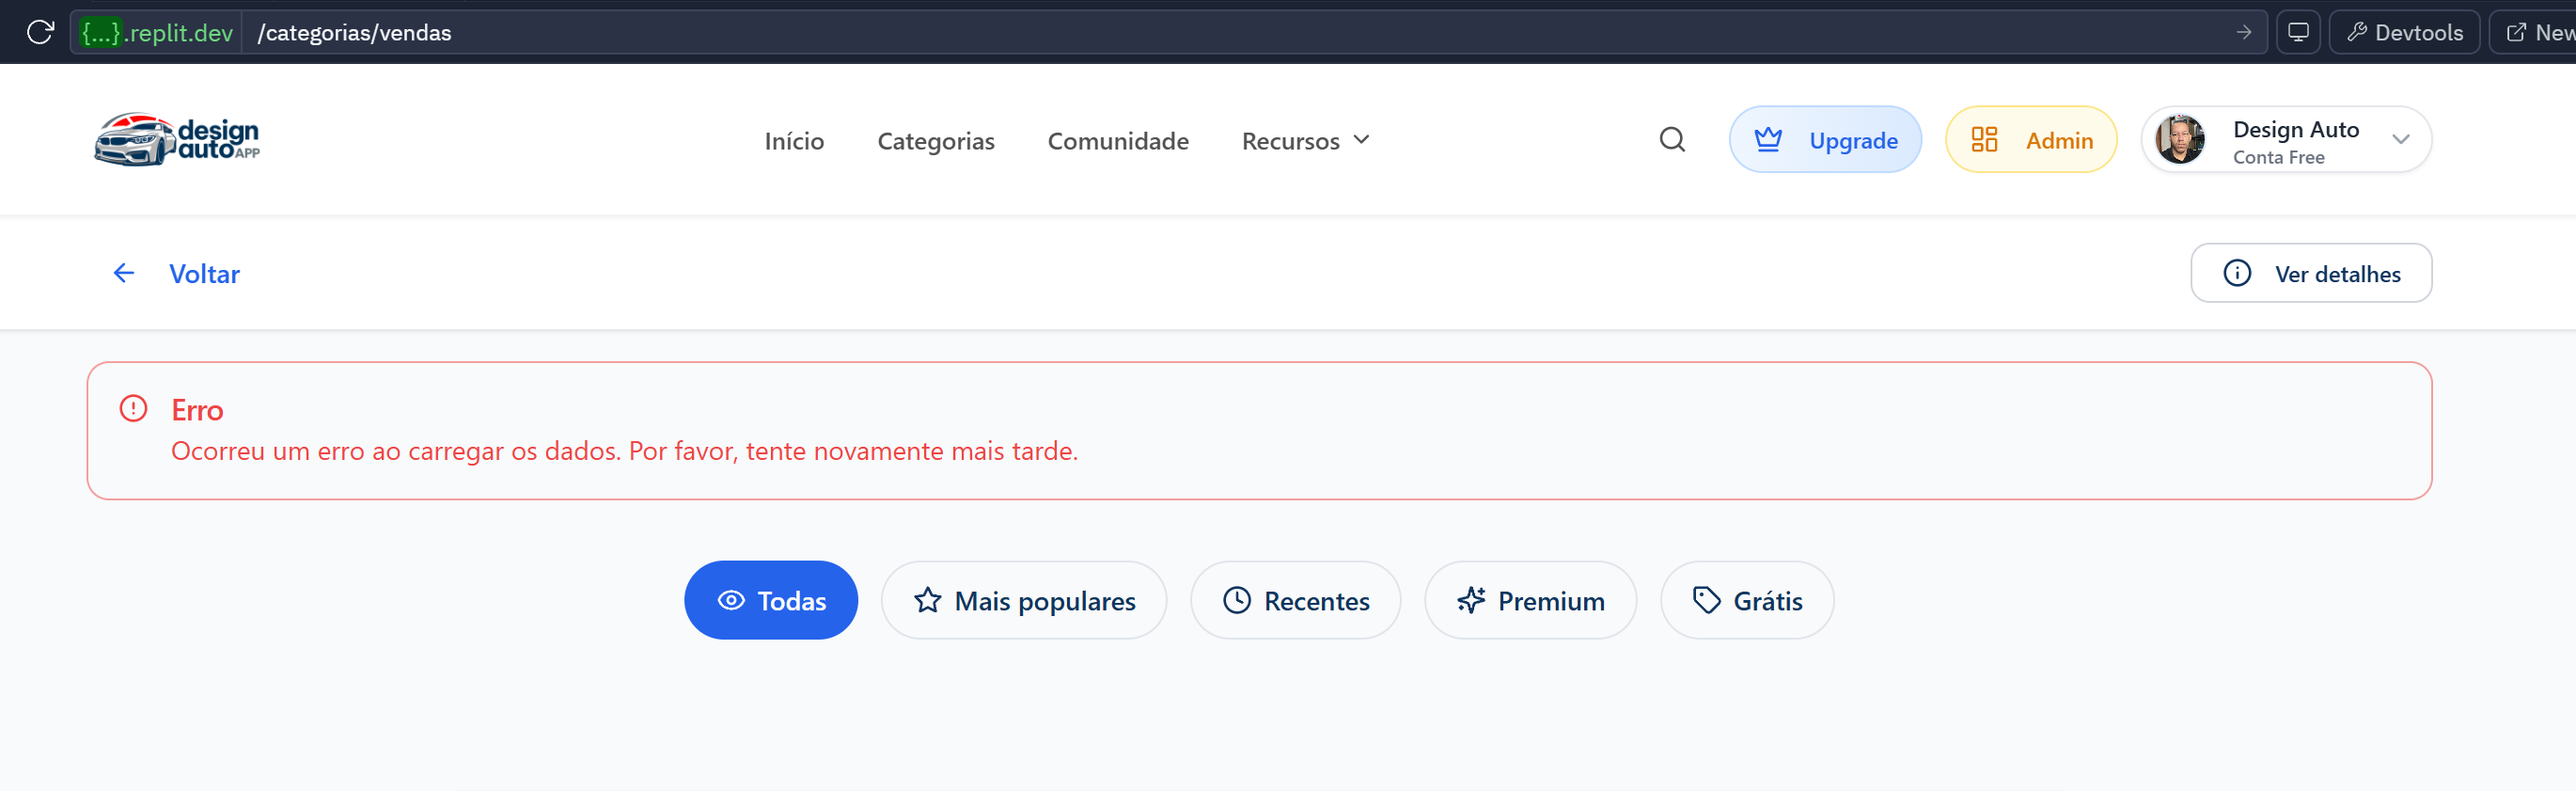 {...}.replit.dev /categorias/vendas Devtools New
design auto APP Início Categorias Comunidade Recursos Upgrade Admin Design Auto
Conta Free
Voltar Ver detalhes
Erro
Ocorreu um erro ao carregar os dados. Por favor, tente novamente mais tarde.
Todas Mais populares Recentes Premium Grátis